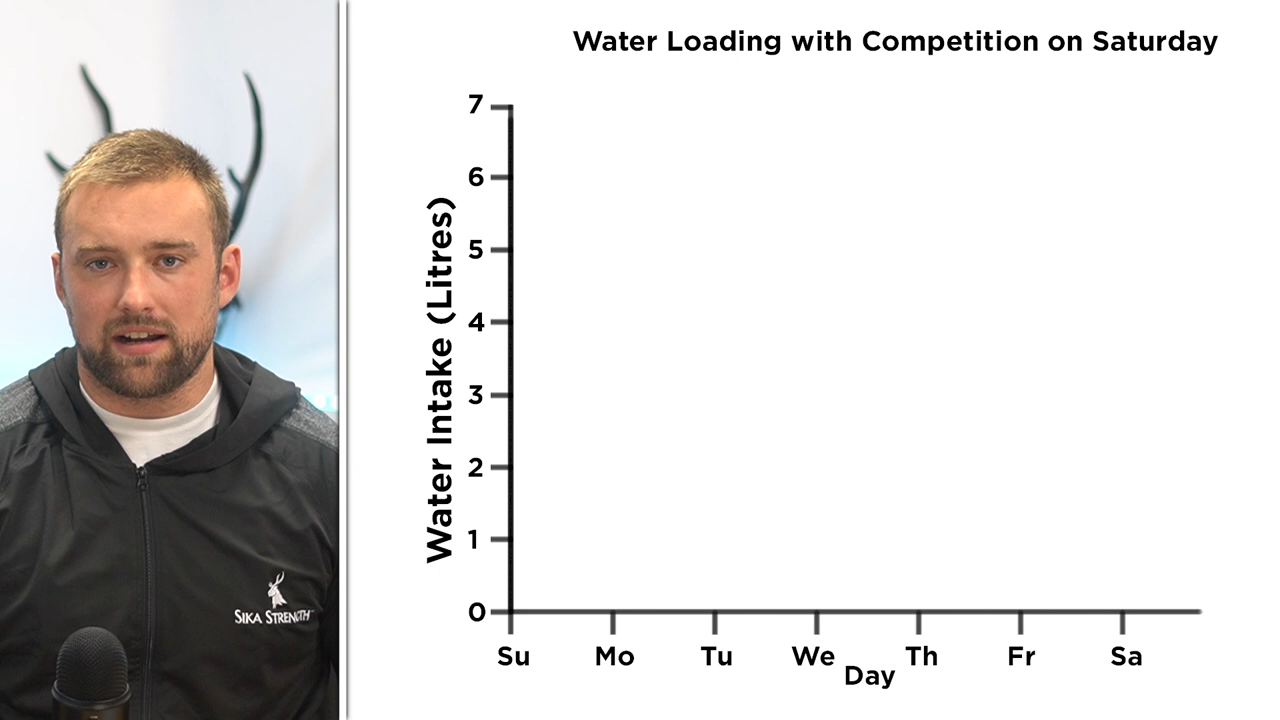 Water Loading with Competition on Saturday
7
6
5
4
3
2
1
0
Water Intake (Litres)
Su Mo Tu We Th Fr Sa
Day
SIKA STRENGTH